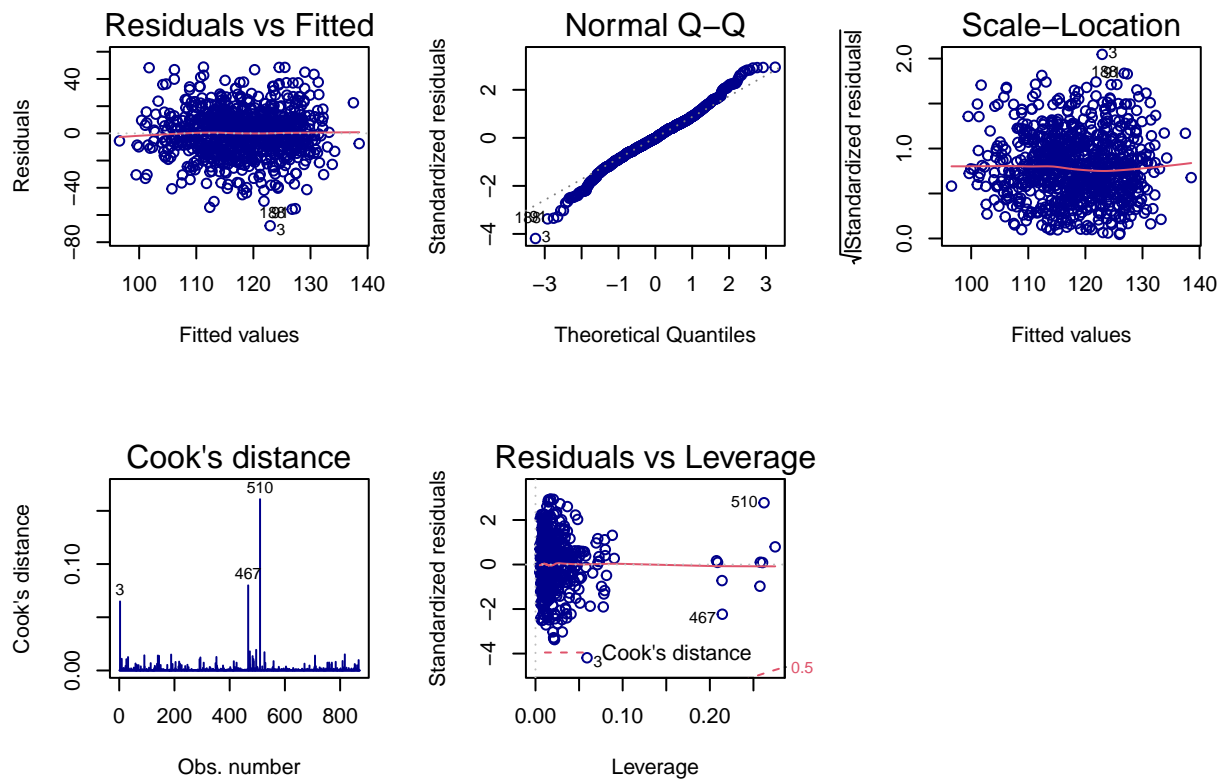 Residuals vs Fitted
Residuals
40
0
−40
−80
100 110 120 130 140
Fitted values
3
Normal Q−Q
Standardized residuals
2
0
−2
−4
−3 −1 0 1 2 3
Theoretical Quantiles
3
Scale−Location
√|Standardized residuals|
2.0
1.0
0.0
100 110 120 130 140
Fitted values
3
Cook's distance
Cook's distance
0.10
0.00
0 200 400 600 800
Obs. number
3
467
510
Residuals vs Leverage
Standardized residuals
2
0
−2
−4
0.00 0.10 0.20
Leverage
510
467
3
Cook's distance
0.5